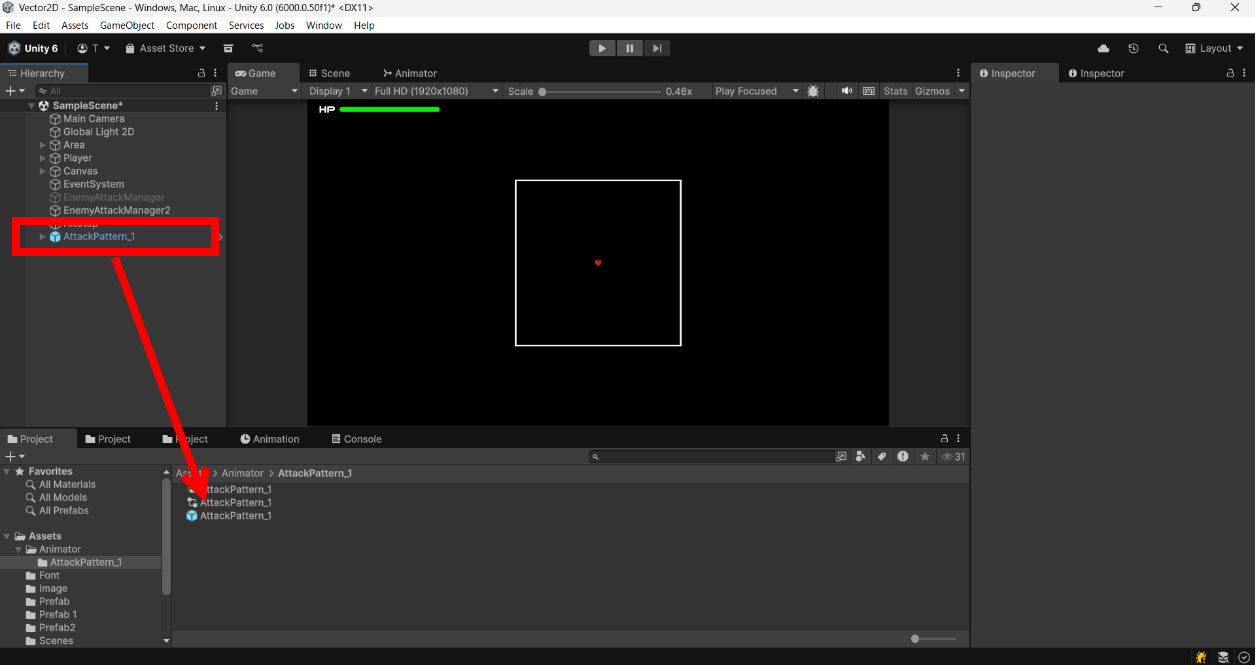 Vector2D - SampleScene - Windows, Mac, Linux - Unity 6.0 (6000.0.50f1)* <DX11>
File Edit Assets GameObject Component Services Jobs Window Help
Unity 6 T Asset Store Layout
Hierarchy Game Scene Animator Inspector Inspector
All Game Display 1 Full HD (1920x1080) Scale 0.46x Play Focused Stats Gizmos
SampleScene*
HP
Main Camera
Global Light 2D
Area
Player
Canvas
EventSystem
EnemyAttackManager
EnemyAttackManager2
AttackPattern_1
Project Project Project Animation Console
31
Favorites
All Materials
All Models
All Prefabs
Assets
Animator
AttackPattern_1
Font
Image
Prefab
Prefab 1
Prefab2
Scenes
Animator > AttackPattern_1
AttackPattern_1
AttackPattern_1
AttackPattern_1